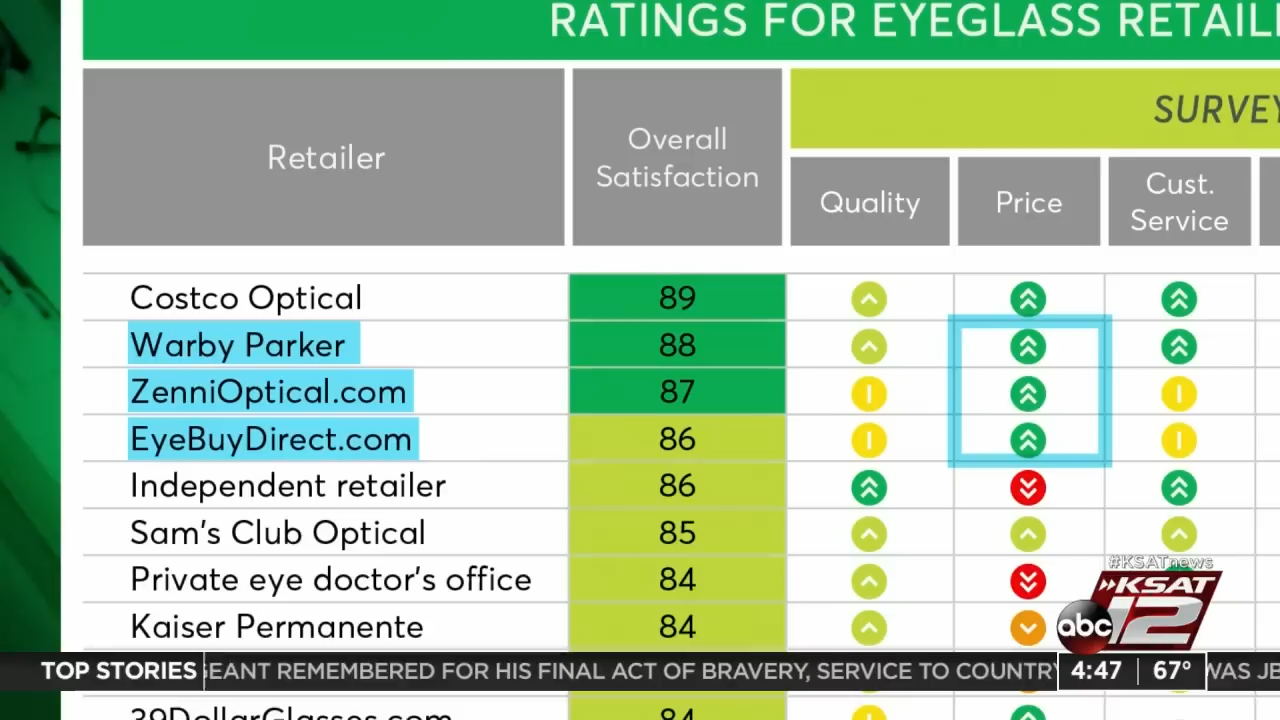 RATINGS FOR EYEGLASS RETAIL
SURVEY
Retailer
Overall
Satisfaction
Quality
Price
Cust.
Service
Costco Optical 89
Warby Parker 88
ZenniOptical.com 87
EyeBuyDirect.com 86
Independent retailer 86
Sam's Club Optical 85
Private eye doctor's office 84
Kaiser Permanente 84
#KSATnews
KSAT
abc 12
TOP STORIES GEANT REMEMBERED FOR HIS FINAL ACT OF BRAVERY, SERVICE TO COUNTRY 4:47 67° WAS JE
39DollarGlasses.com 84